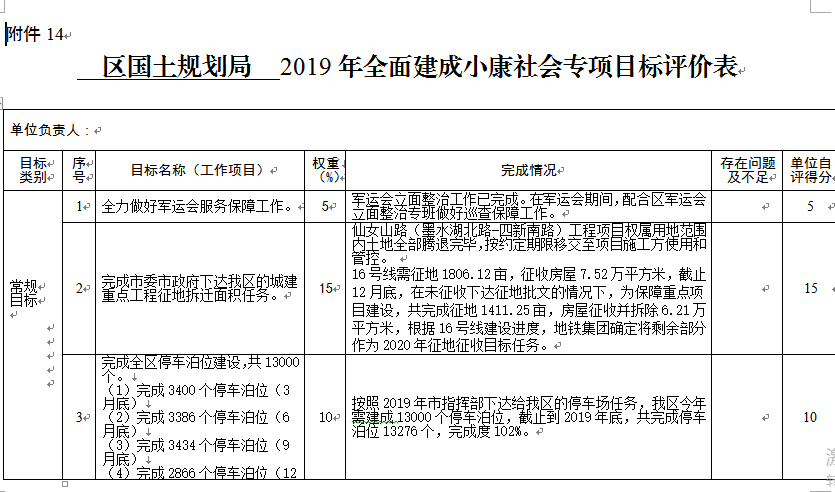 附件 14
区国土规划局 2019 年全面建成小康社会专项目标评价表
单位负责人：
目标类别 序号 目标名称（工作项目） 权重（%） 完成情况 存在问题及不足 单位自评得分
常规目标
1 全力做好军运会服务保障工作。 5
军运会立面整治工作已完成。在军运会期间，配合区军运会
立面整治专班做好巡查保障工作。
5
2
完成市委市政府下达我区的城建
重点工程征地拆迁面积任务。
15
仙女山路（墨水湖北路-四新南路）工程项目权属用地范围
内土地全部腾退完毕，按约定期限移交至项目施工方使用和
管控。
16 号线需征地 1806.12 亩，征收房屋 7.52 万平方米，截止
12 月底，在未征收下达征地批文的情况下，为保障重点项
目建设，共完成征地 1411.25 亩，房屋征收并拆除 6.21 万
平方米，根据 16 号线建设进度，地铁集团确定将剩余部分
作为 2020 年征地征收目标任务。
15
3
完成全区停车泊位建设，共 13000
个。
（1）完成 3400 个停车泊位（3
月底）
（2）完成 3386 个停车泊位（6
月底）
（3）完成 3434 个停车泊位（9
月底）
（4）完成 2866 个停车泊位（12
10
按照 2019 年市指挥部下达给我区的停车场任务，我区今年
需建成 13000 个停车泊位，截止到 2019 年底，共完成停车
泊位 13276 个，完成度 102%。
10